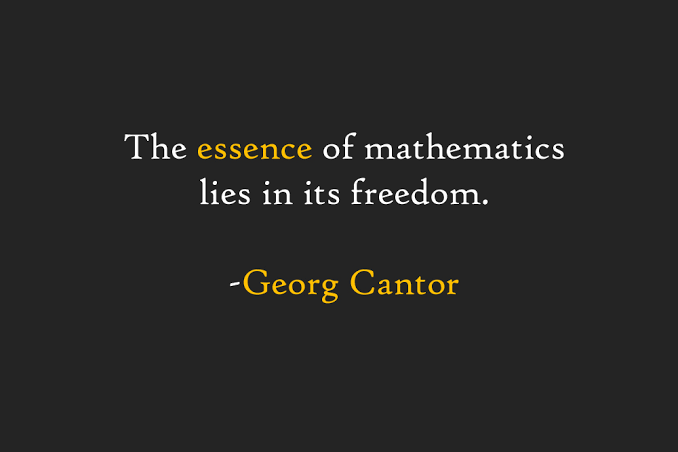 The essence of mathematics
lies in its freedom.
-Georg Cantor